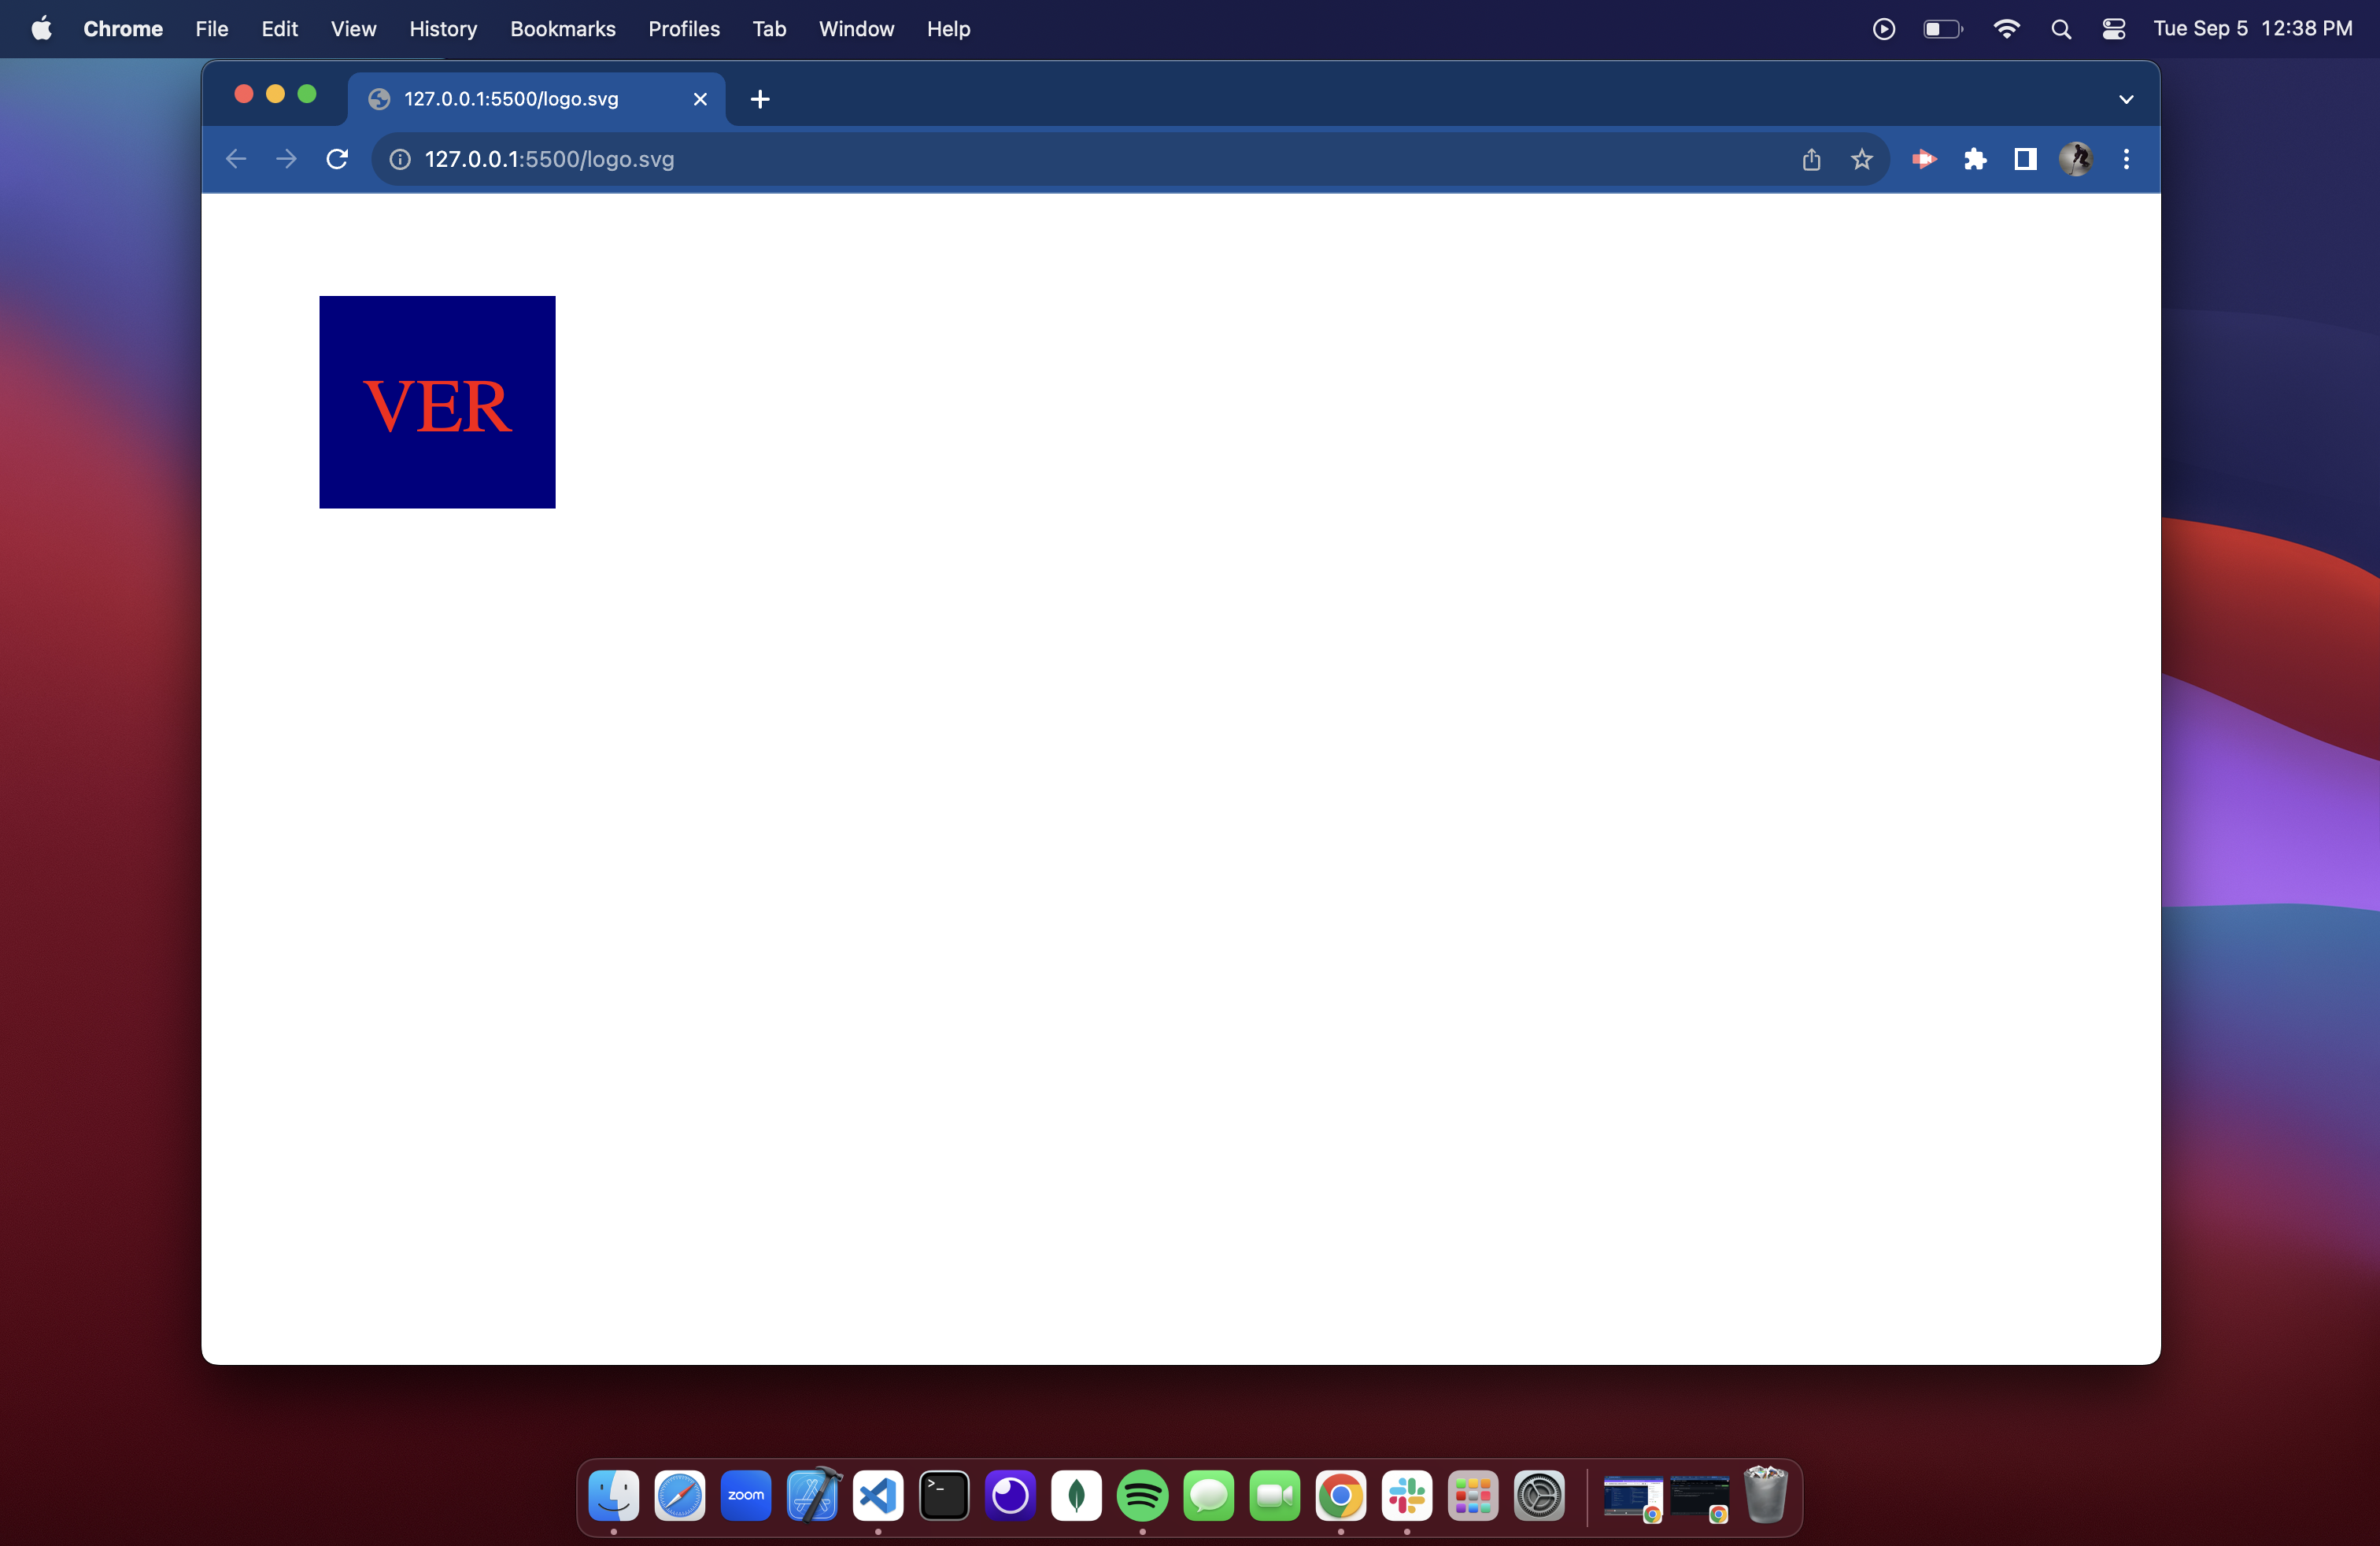 Chrome File Edit View History Bookmarks Profiles Tab Window Help Tue Sep 5 12:38 PM
127.0.0.1:5500/logo.svg
127.0.0.1:5500/logo.svg
VER
zoom
>_